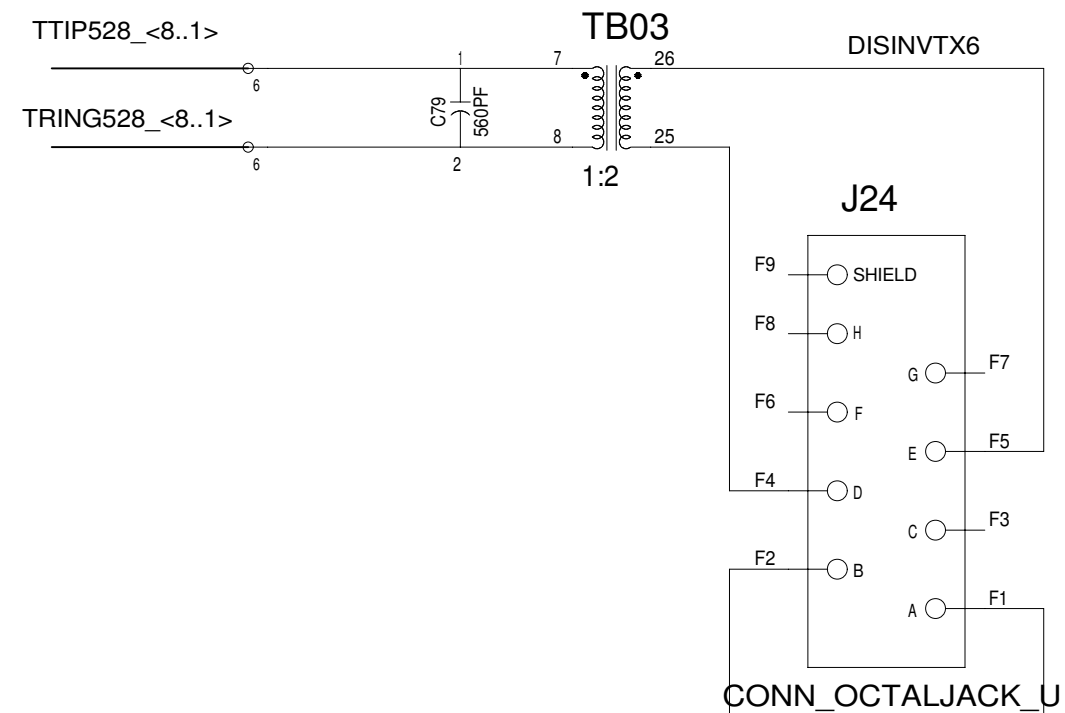 TTIP528_<8..1>
TB03
DISINVTX6
1
7
26
6
C79
560PF
TRING528_<8..1>
8
25
6
2
1:2
J24
F9
SHIELD
F8
H
G
F7
F6
F
E
F5
F4
D
C
F3
F2
B
A
F1
CONN_OCTALJACK_U